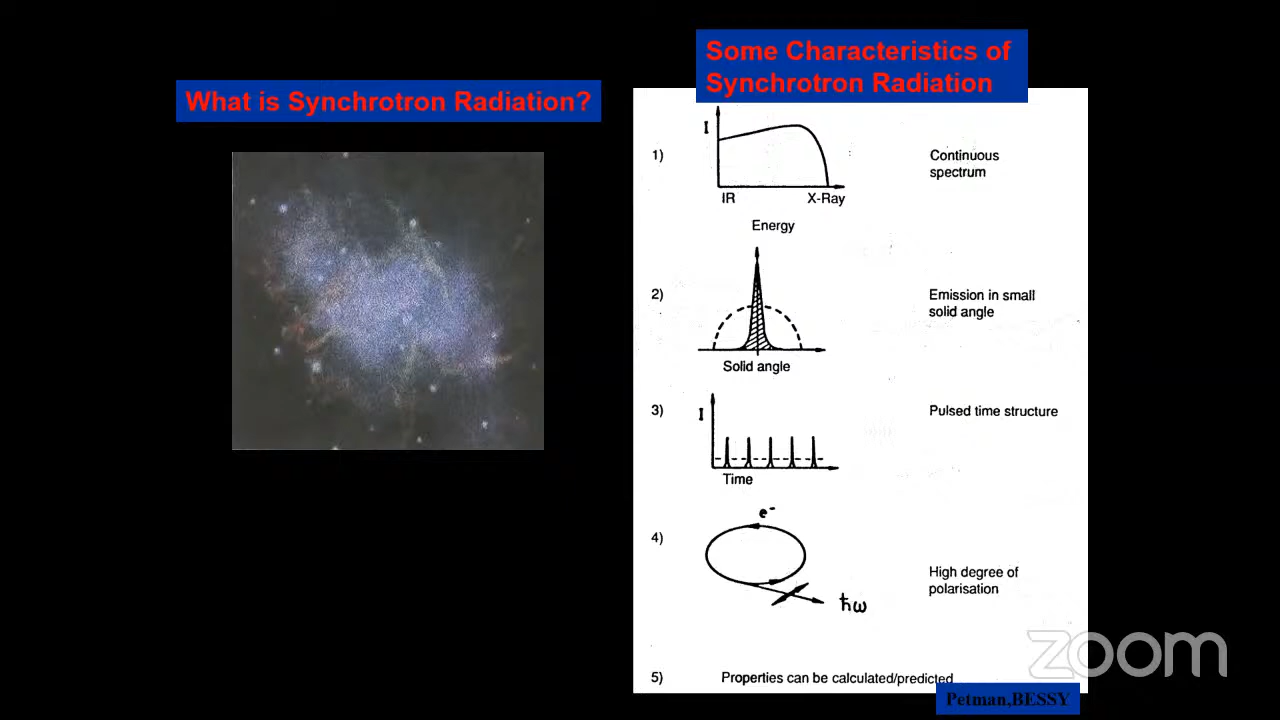 What is Synchrotron Radiation?
Some Characteristics of
Synchrotron Radiation
1)
I
IR
X-Ray
Energy
Continuous
spectrum
2)
Solid angle
Emission in small
solid angle
3)
I
Time
Pulsed time structure
4)
e⁻
ħω
High degree of
polarisation
5)
Properties can be calculated/predicted
Petman,BESSY
zoom